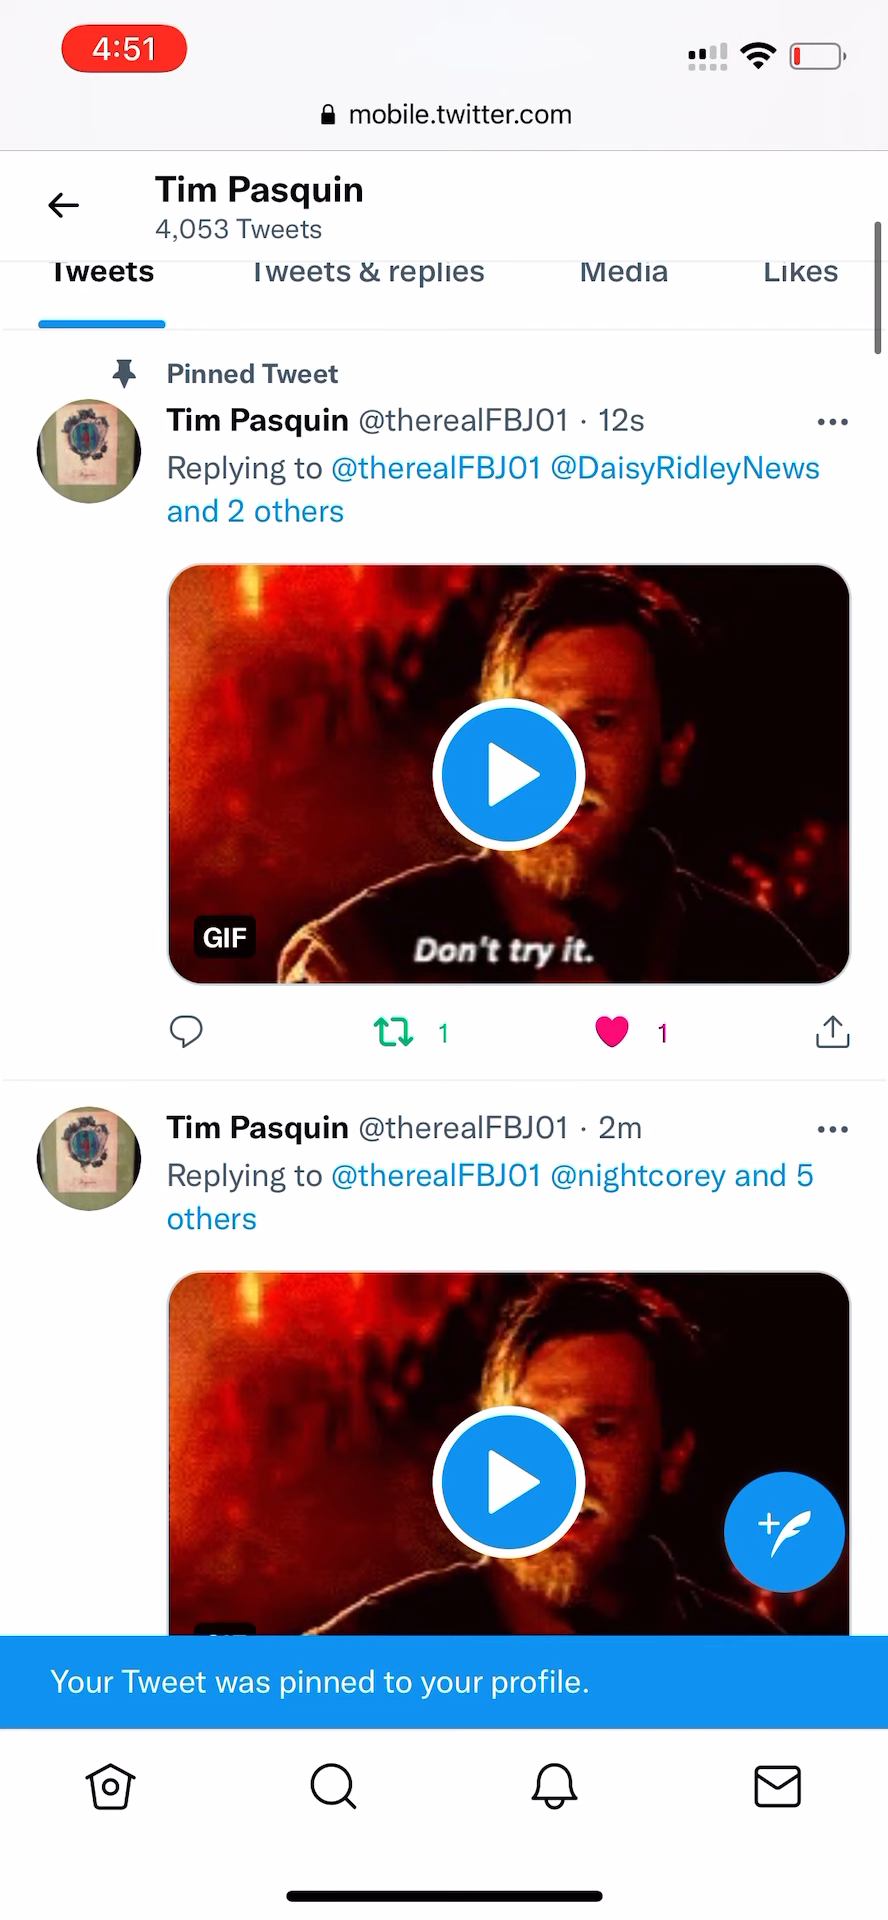 4:51
mobile.twitter.com
Tim Pasquin
4,053 Tweets
Tweets Tweets & replies Media Likes
Pinned Tweet
Tim Pasquin @therealFBJ01 · 12s
Replying to @therealFBJ01 @DaisyRidleyNews
and 2 others
GIF
Don't try it.
1 1
Tim Pasquin @therealFBJ01 · 2m
Replying to @therealFBJ01 @nightcorey and 5
others
Your Tweet was pinned to your profile.